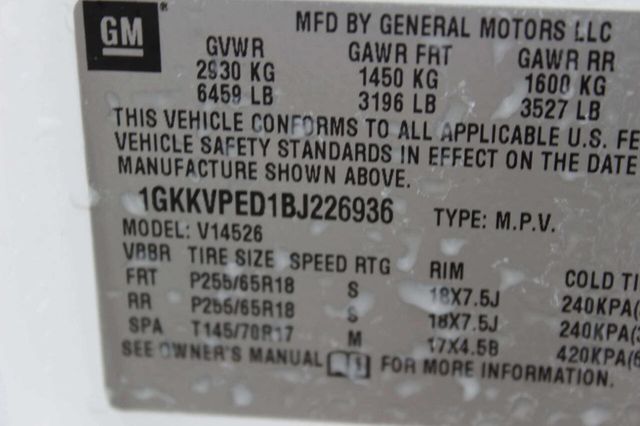 GM
MFD BY GENERAL MOTORS LLC
GVWR GAWR FRT GAWR RR
2930 KG 1450 KG 1600 KG
6459 LB 3196 LB 3527 LB
THIS VEHICLE CONFORMS TO ALL APPLICABLE U.S. FE
VEHICLE SAFETY STANDARDS IN EFFECT ON THE DATE
MANUFACTURE SHOWN ABOVE.
1GKKVPED1BJ226936 TYPE: M.P.V.
MODEL: V14526
VBBR TIRE SIZE SPEED RTG RIM COLD TI
FRT P255/65R18 S 18X7.5J 240KPA(
RR P255/65R18 S 18X7.5J 240KPA(3
SPA T145/70R17 M 17X4.5B 420KPA(6
SEE OWNER'S MANUAL FOR MORE INFORMATION.